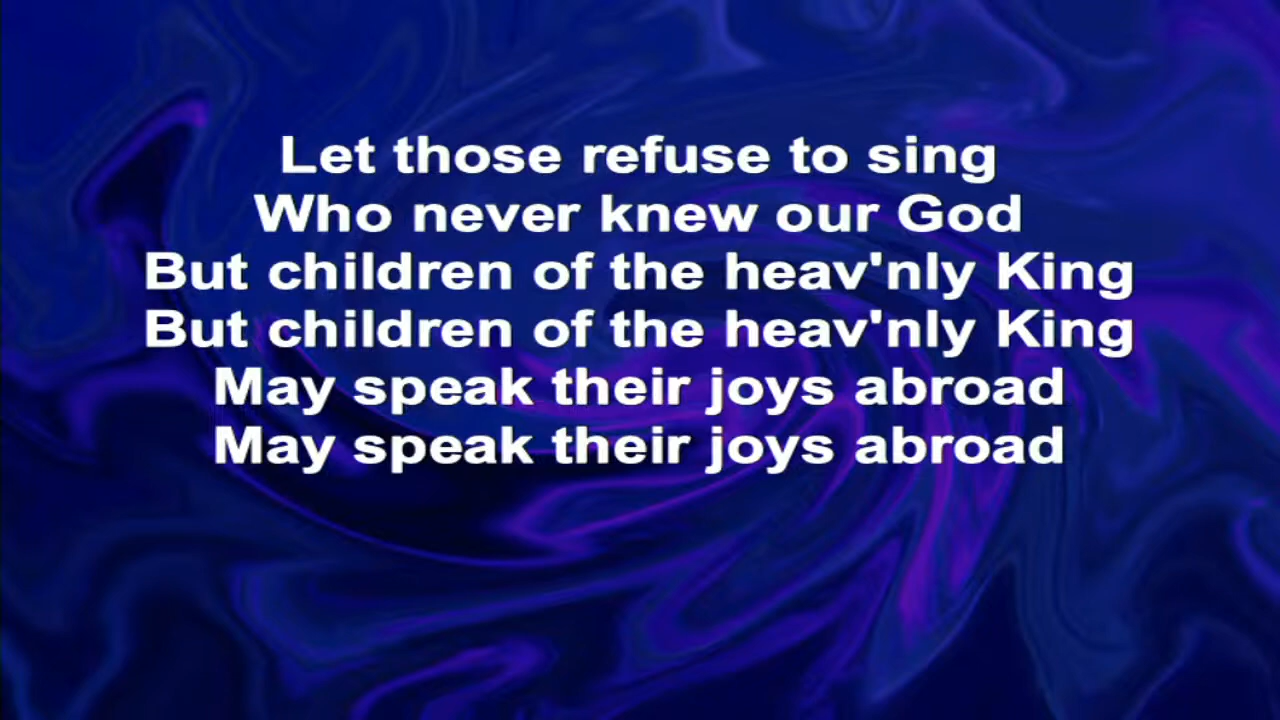 Let those refuse to sing
Who never knew our God
But children of the heav'nly King
But children of the heav'nly King
May speak their joys abroad
May speak their joys abroad